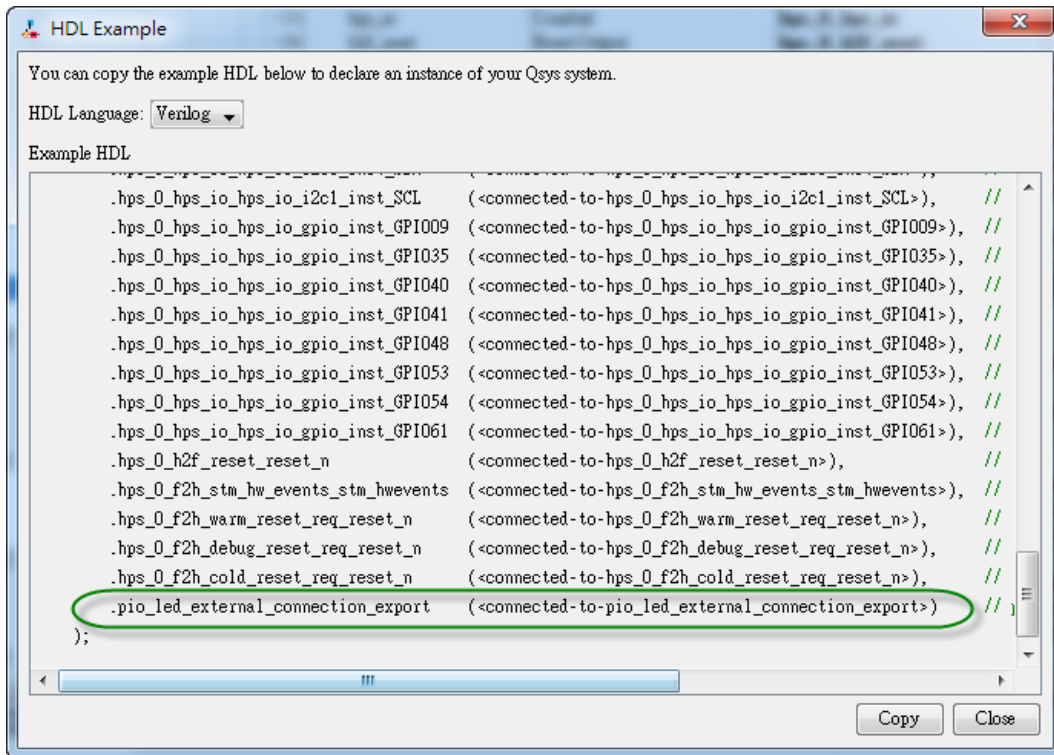 HDL Example
You can copy the example HDL below to declare an instance of your Qsys system.
HDL Language: Verilog
Example HDL
.hps_0_hps_io_hps_io_i2c1_inst_SCL (<connected-to-hps_0_hps_io_hps_io_i2c1_inst_SCL>), //
.hps_0_hps_io_hps_io_gpio_inst_GPIO09 (<connected-to-hps_0_hps_io_hps_io_gpio_inst_GPIO09>), //
.hps_0_hps_io_hps_io_gpio_inst_GPIO35 (<connected-to-hps_0_hps_io_hps_io_gpio_inst_GPIO35>), //
.hps_0_hps_io_hps_io_gpio_inst_GPIO40 (<connected-to-hps_0_hps_io_hps_io_gpio_inst_GPIO40>), //
.hps_0_hps_io_hps_io_gpio_inst_GPIO41 (<connected-to-hps_0_hps_io_hps_io_gpio_inst_GPIO41>), //
.hps_0_hps_io_hps_io_gpio_inst_GPIO48 (<connected-to-hps_0_hps_io_hps_io_gpio_inst_GPIO48>), //
.hps_0_hps_io_hps_io_gpio_inst_GPIO53 (<connected-to-hps_0_hps_io_hps_io_gpio_inst_GPIO53>), //
.hps_0_hps_io_hps_io_gpio_inst_GPIO54 (<connected-to-hps_0_hps_io_hps_io_gpio_inst_GPIO54>), //
.hps_0_hps_io_hps_io_gpio_inst_GPIO61 (<connected-to-hps_0_hps_io_hps_io_gpio_inst_GPIO61>), //
.hps_0_h2f_reset_reset_n (<connected-to-hps_0_h2f_reset_reset_n>), //
.hps_0_f2h_stm_hw_events_stm_hwevents (<connected-to-hps_0_f2h_stm_hw_events_stm_hwevents>), //
.hps_0_f2h_warm_reset_req_reset_n (<connected-to-hps_0_f2h_warm_reset_req_reset_n>), //
.hps_0_f2h_debug_reset_req_reset_n (<connected-to-hps_0_f2h_debug_reset_req_reset_n>), //
.hps_0_f2h_cold_reset_req_reset_n (<connected-to-hps_0_f2h_cold_reset_req_reset_n>), //
.pio_led_external_connection_export (<connected-to-pio_led_external_connection_export>) //
);
Copy Close